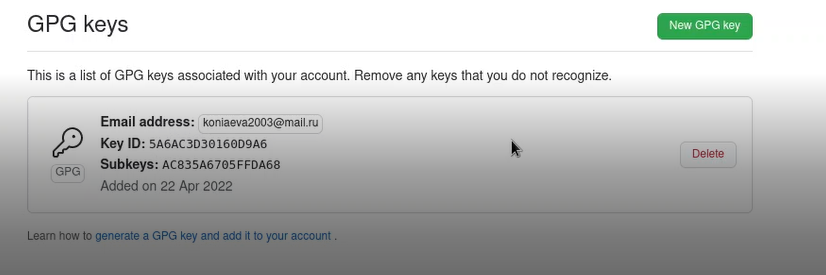 GPG keys
New GPG key
This is a list of GPG keys associated with your account. Remove any keys that you do not recognize.
Email address: koniaeva2003@mail.ru
Key ID: 5A6AC3D30160D9A6
Subkeys: AC835A6705FFDA68
GPG
Added on 22 Apr 2022
Delete
Learn how to generate a GPG key and add it to your account .